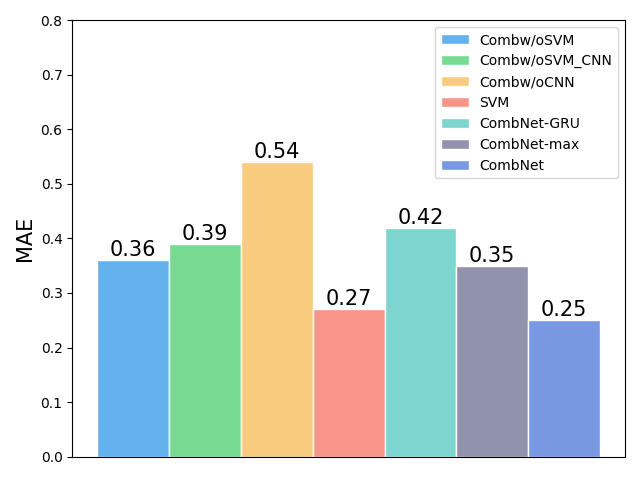 0.8
0.7
0.6
0.5
0.4
0.3
0.2
0.1
0.0
MAE
0.36
0.39
0.54
0.27
0.42
0.35
0.25
Combw/oSVM
Combw/oSVM_CNN
Combw/oCNN
SVM
CombNet-GRU
CombNet-max
CombNet